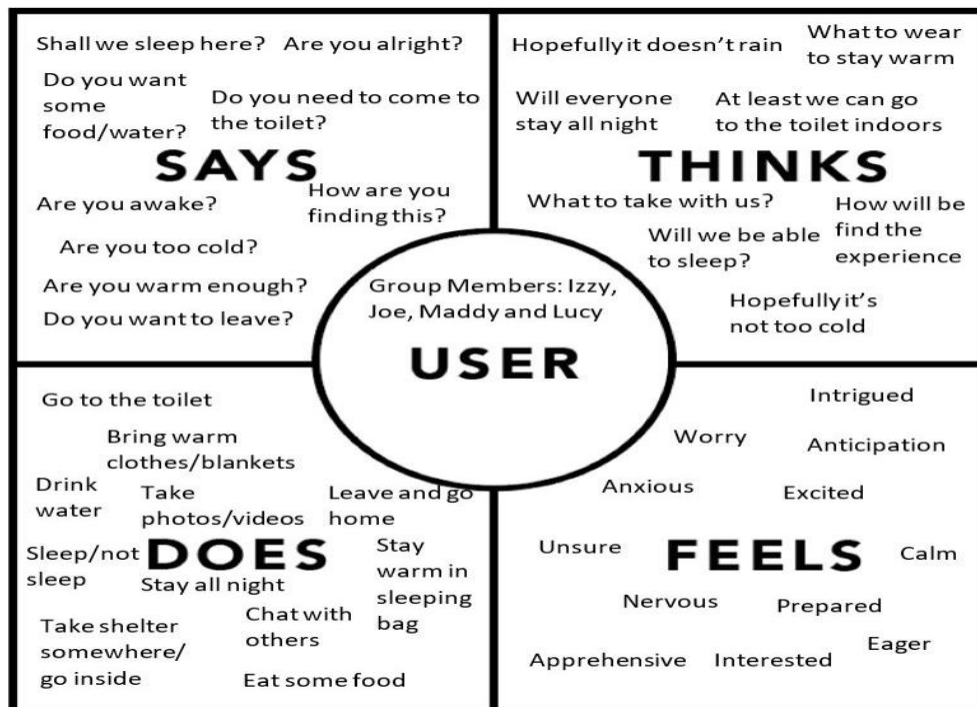 Shall we sleep here?
Are you alright?
Do you want
some
food/water?
Do you need to come to
the toilet?
SAYS
Are you awake?
How are you
finding this?
Are you too cold?
Are you warm enough?
Do you want to leave?
Hopefully it doesn't rain
What to wear
to stay warm
Will everyone
stay all night
At least we can go
to the toilet indoors
THINKS
What to take with us?
How will be
find the
experience
Will we be able
to sleep?
Hopefully it's
not too cold
Group Members: Izzy,
Joe, Maddy and Lucy
USER
Go to the toilet
Bring warm
clothes/blankets
Drink
water
Take
photos/videos
Leave and go
home
Sleep/not
sleep
DOES
Stay all night
Stay
warm in
sleeping
bag
Take shelter
somewhere/
go inside
Chat with
others
Eat some food
Intrigued
Worry
Anticipation
Anxious
Excited
Unsure
FEELS
Calm
Nervous
Prepared
Eager
Apprehensive
Interested